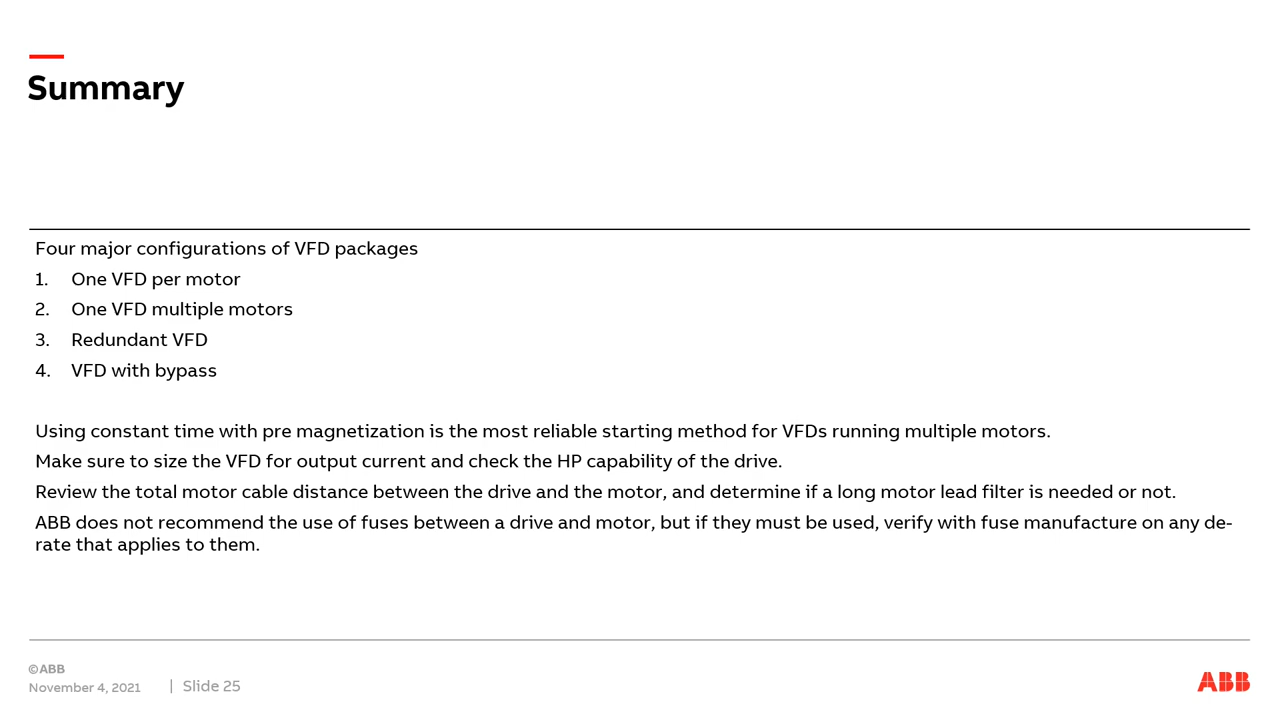 Summary
Four major configurations of VFD packages
1. One VFD per motor
2. One VFD multiple motors
3. Redundant VFD
4. VFD with bypass
Using constant time with pre magnetization is the most reliable starting method for VFDs running multiple motors.
Make sure to size the VFD for output current and check the HP capability of the drive.
Review the total motor cable distance between the drive and the motor, and determine if a long motor lead filter is needed or not.
ABB does not recommend the use of fuses between a drive and motor, but if they must be used, verify with fuse manufacture on any de-
rate that applies to them.
©ABB
November 4, 2021 | Slide 25
ABB